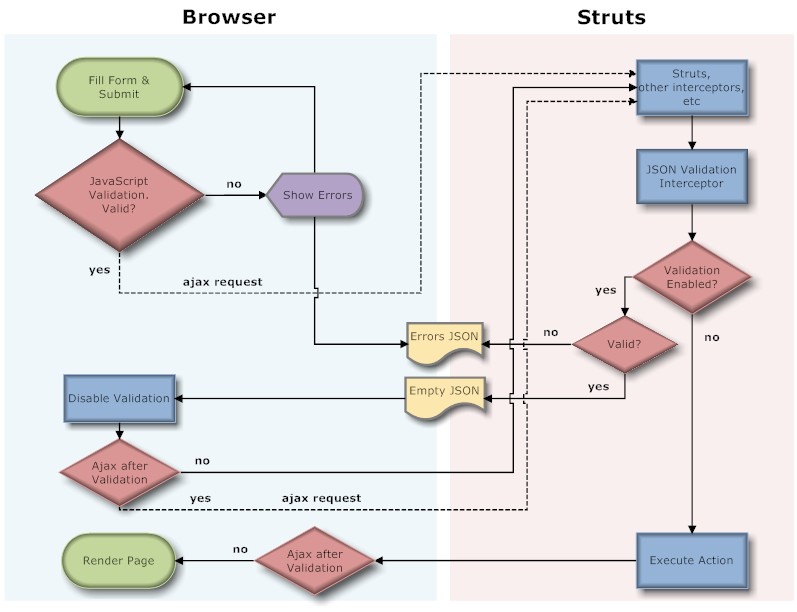 Browser
Struts
Fill Form &
Submit
Struts,
other interceptors,
etc
JavaScript
Validation.
Valid?
no
Show Errors
JSON Validation
Interceptor
yes
ajax request
Validation
Enabled?
yes
no
Errors JSON
no
Valid?
Disable Validation
Empty JSON
yes
Ajax after
Validation
no
yes
ajax request
Render Page
no
Ajax after
Validation
Execute Action